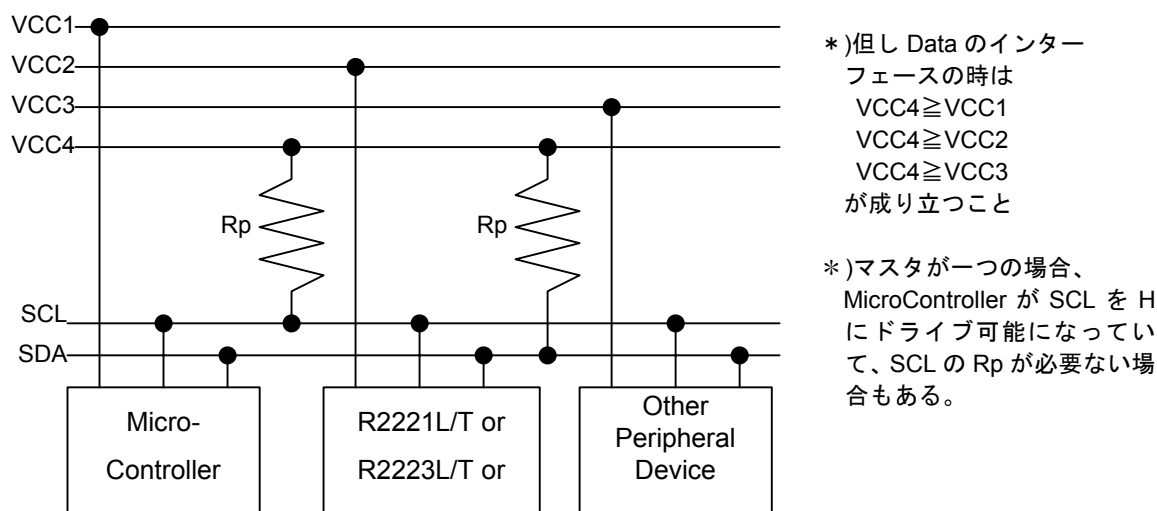 VCC1
VCC2
VCC3
VCC4
Rp
Rp
SCL
SDA
Micro-
Controller
R2221L/T or
R2223L/T or
Other
Peripheral
Device
*)但し Data のインター
フェースの時は
VCC4≧VCC1
VCC4≧VCC2
VCC4≧VCC3
が成り立つこと
*)マスタが一つの場合、
MicroController が SCL を H
にドライブ可能になってい
て、SCL の Rp が必要ない場
合もある。